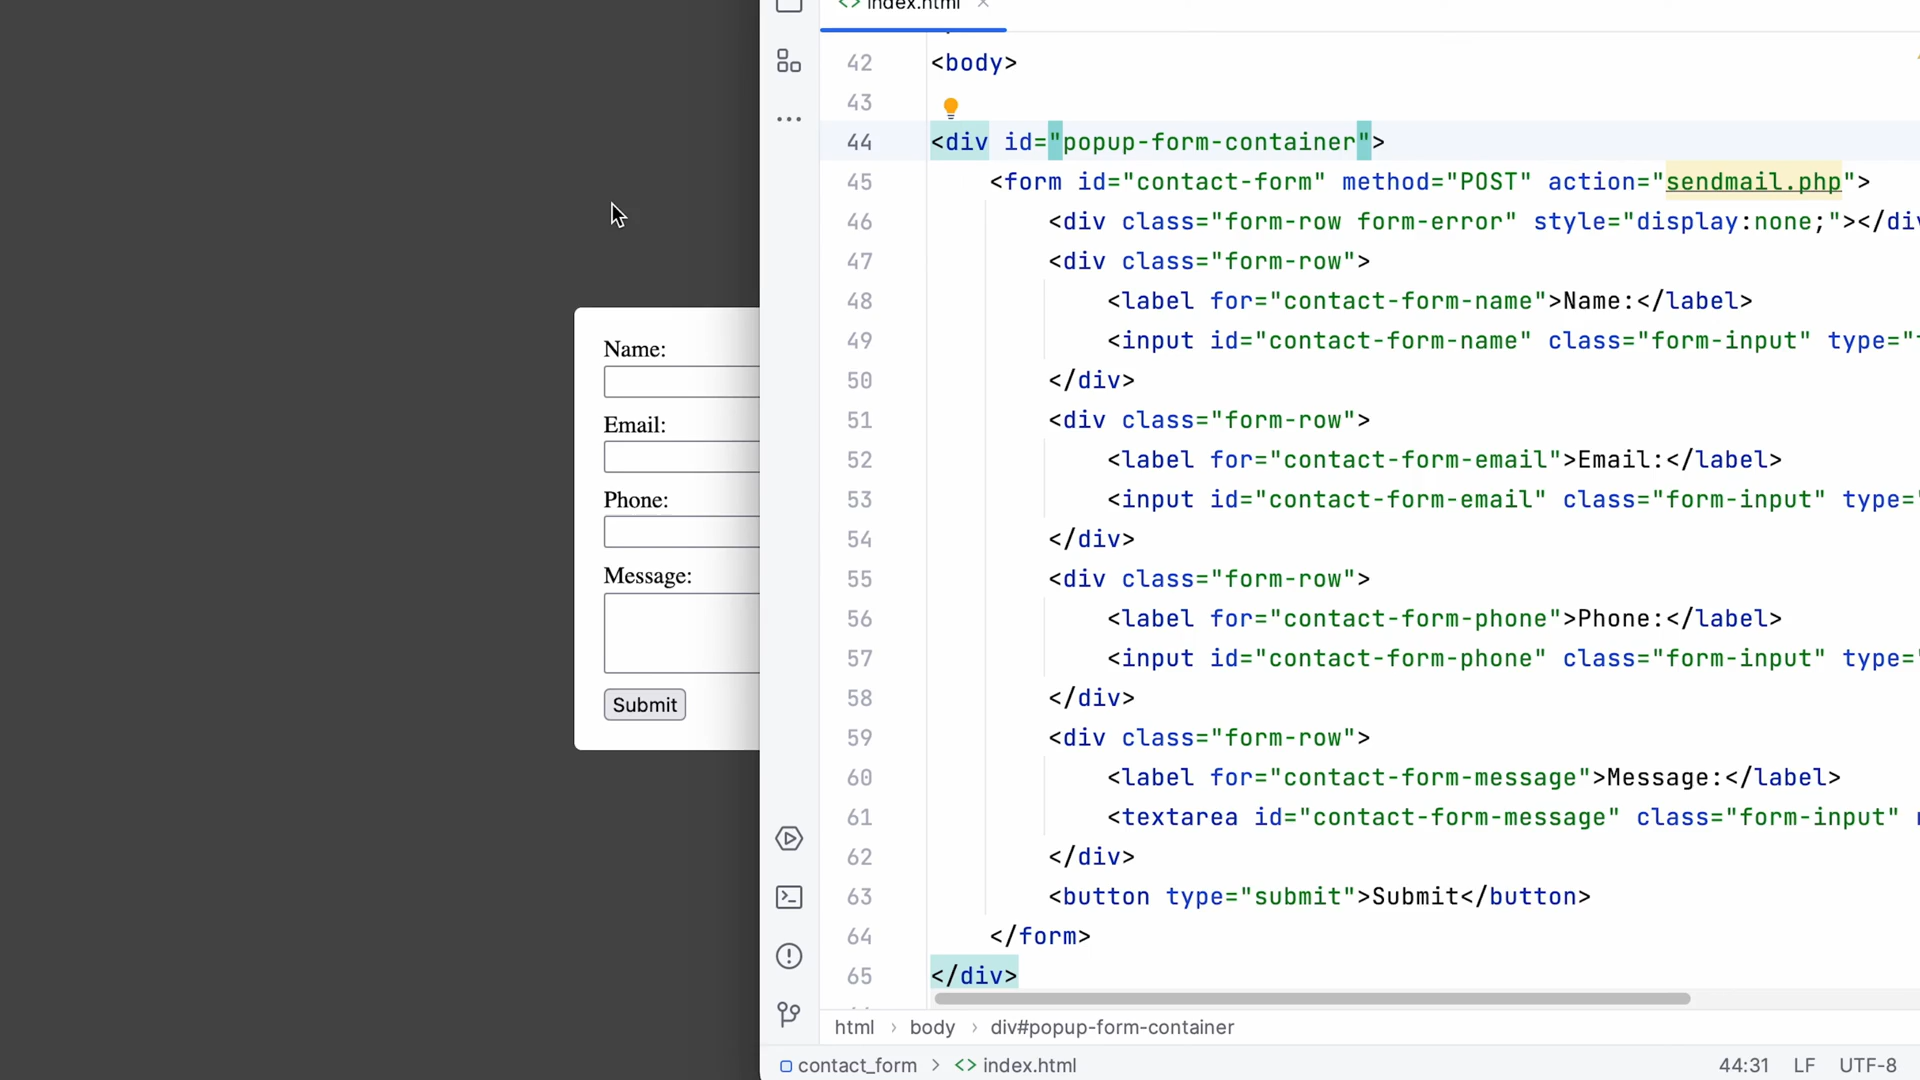 index.html
42 <body>
43
44 <div id="popup-form-container">
45 <form id="contact-form" method="POST" action="sendmail.php">
46 <div class="form-row form-error" style="display:none;"></div
47 <div class="form-row">
48 <label for="contact-form-name">Name:</label>
49 <input id="contact-form-name" class="form-input" type="
50 </div>
51 <div class="form-row">
52 <label for="contact-form-email">Email:</label>
53 <input id="contact-form-email" class="form-input" type=
54 </div>
55 <div class="form-row">
56 <label for="contact-form-phone">Phone:</label>
57 <input id="contact-form-phone" class="form-input" type=
58 </div>
59 <div class="form-row">
60 <label for="contact-form-message">Message:</label>
61 <textarea id="contact-form-message" class="form-input"
62 </div>
63 <button type="submit">Submit</button>
64 </form>
65 </div>
html › body › div#popup-form-container
contact_form > <> index.html
44:31 LF UTF-8
Name:
Email:
Phone:
Message:
Submit